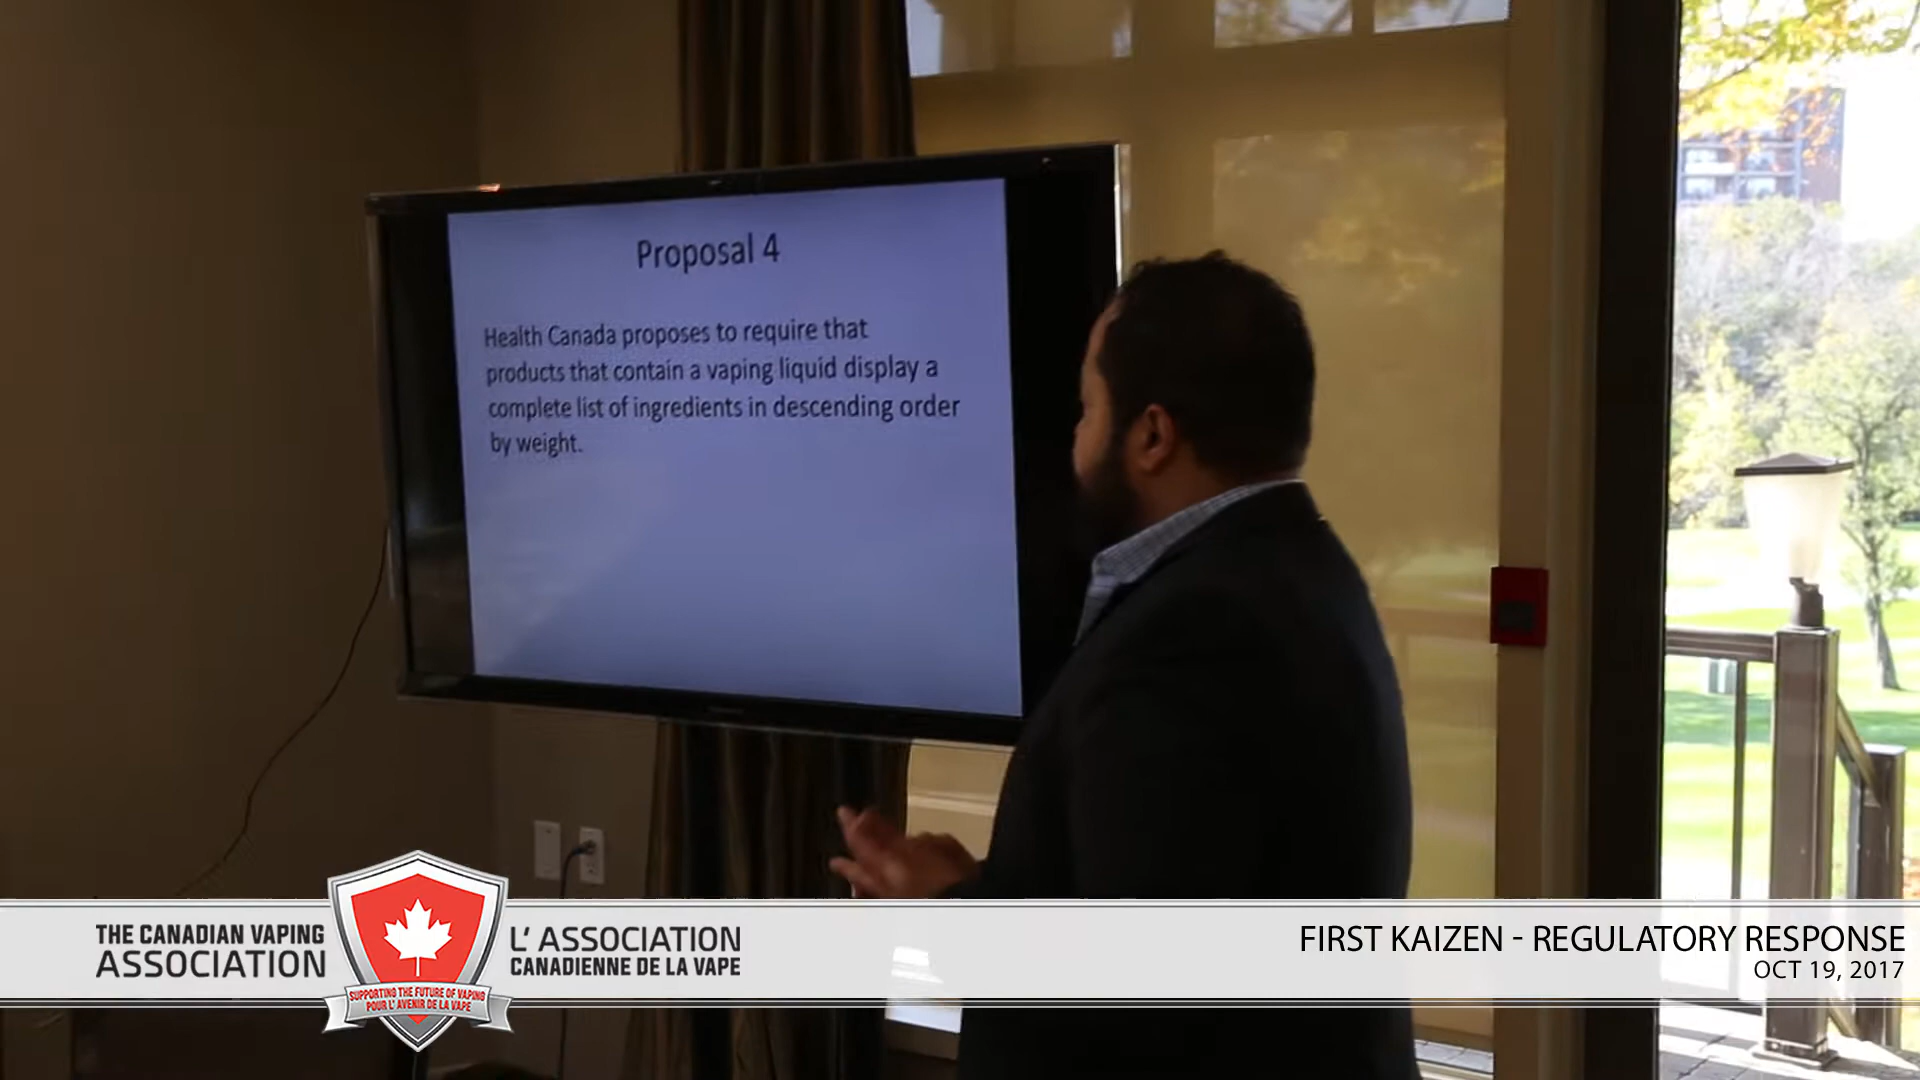 Proposal 4
Health Canada proposes to require that
products that contain a vaping liquid display a
complete list of ingredients in descending order
by weight.
THE CANADIAN VAPING
ASSOCIATION
L' ASSOCIATION
CANADIENNE DE LA VAPE
SUPPORTING THE FUTURE OF VAPING
POUR L' AVENIR DE LA VAPE
FIRST KAIZEN - REGULATORY RESPONSE
OCT 19, 2017